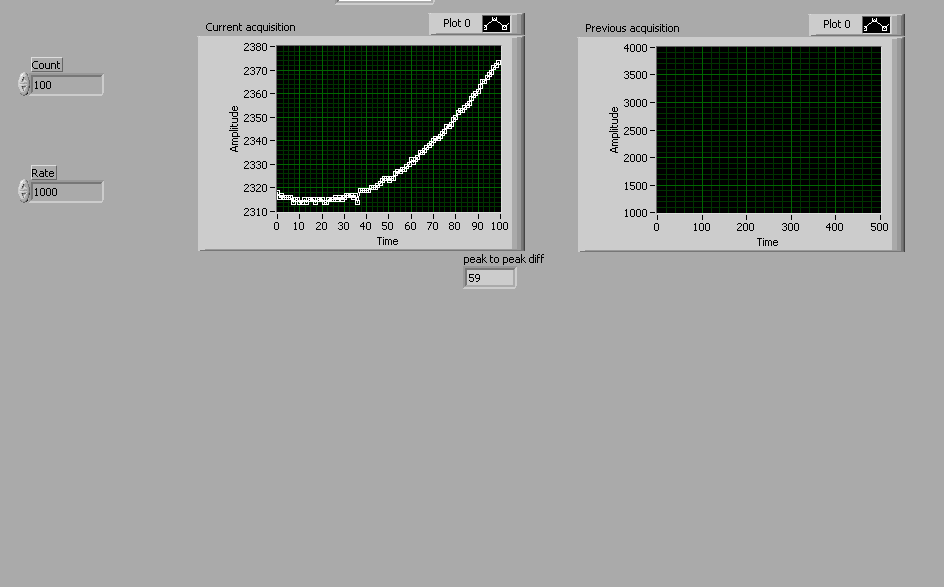 Current acquisition
Plot 0
Previous acquisition
Plot 0
Count
100
Rate
1000
Amplitude
2380
2370
2360
2350
2340
2330
2320
2310
0 10 20 30 40 50 60 70 80 90 100
Time
peak to peak diff
59
Amplitude
4000
3500
3000
2500
2000
1500
1000
0 100 200 300 400 500
Time